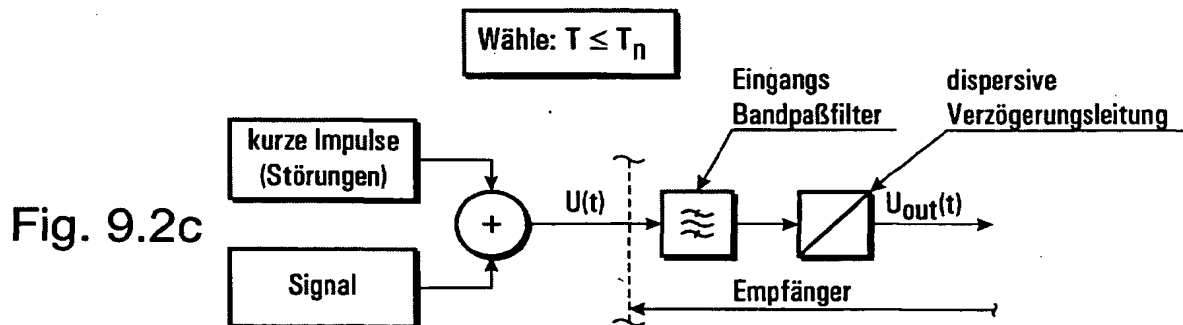 Wähle: T ≤ Tn
Eingangs
Bandpaßfilter
dispersive
Verzögerungsleitung
kurze Impulse
(Störungen)
Fig. 9.2c
+
U(t)
Uout(t)
Signal
Empfänger